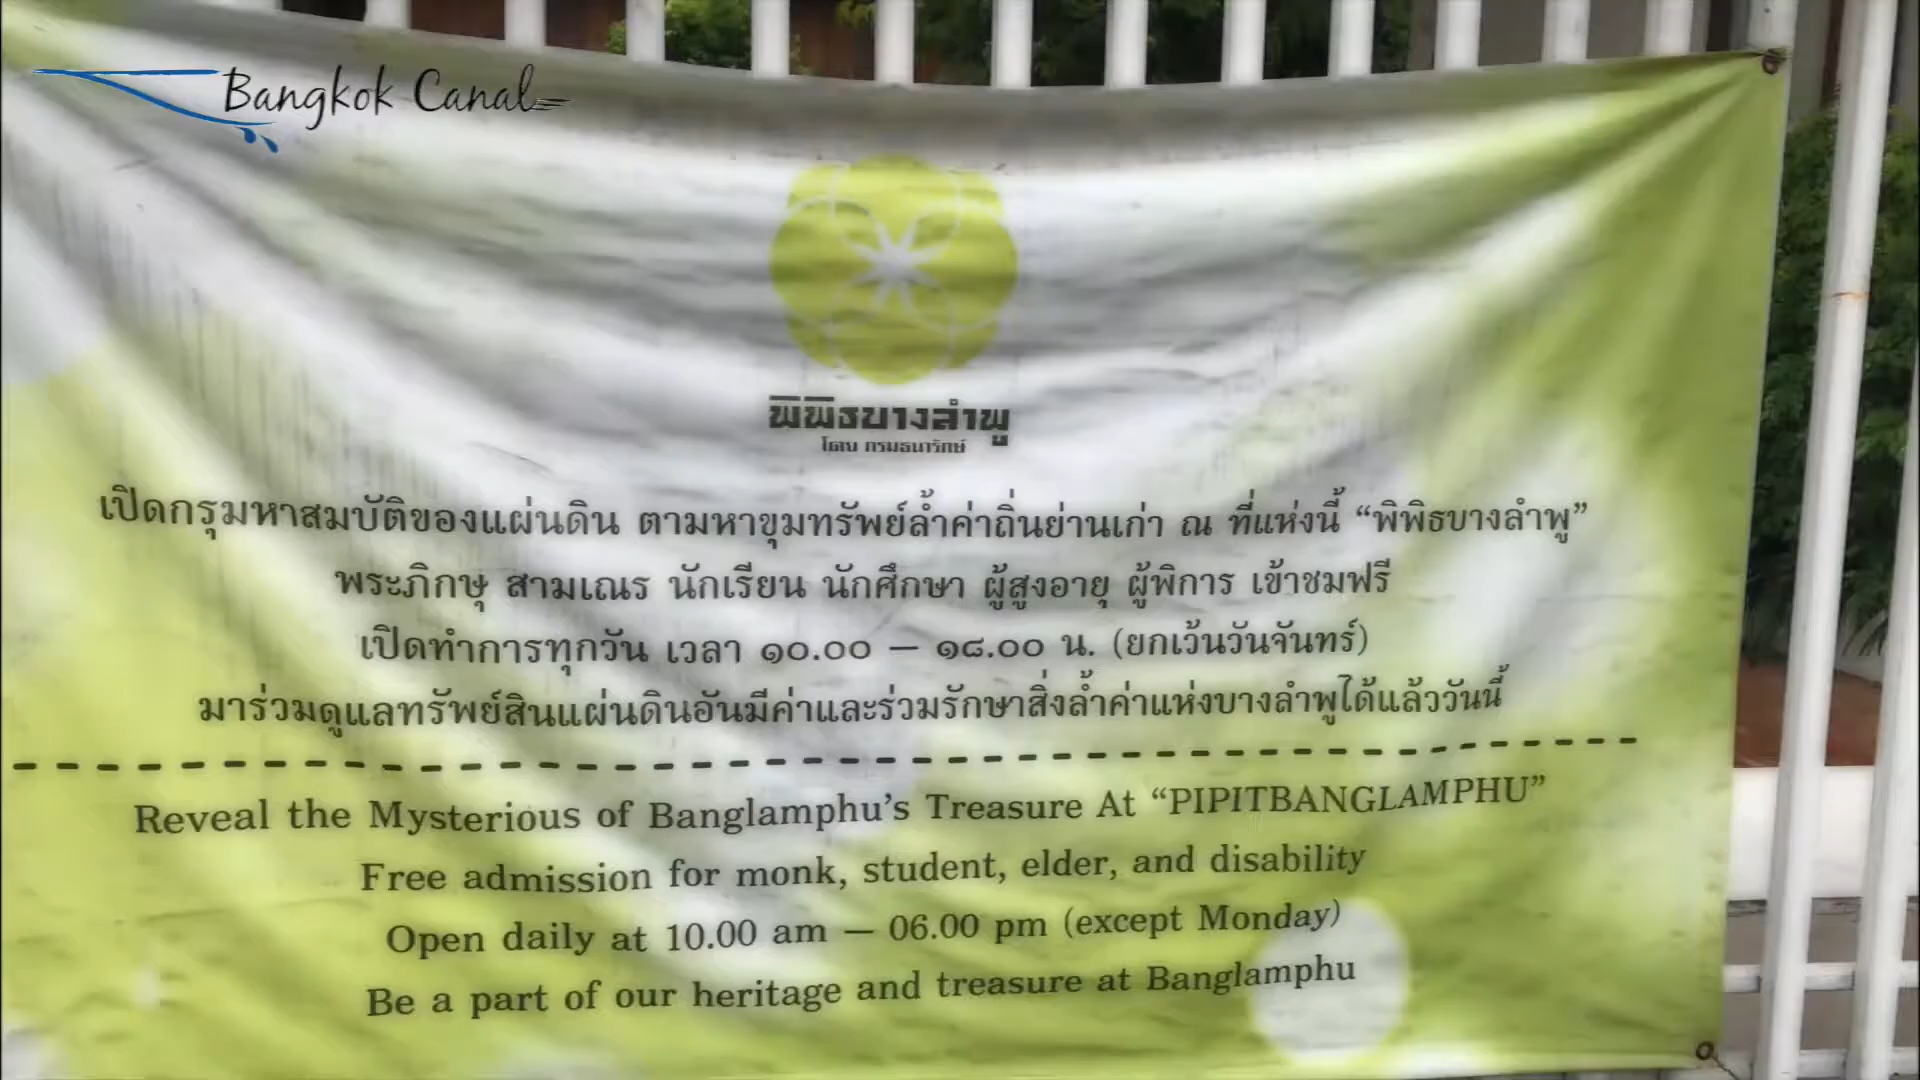 Bangkok Canal
พิพิธบางลำพู
โดย กรมธนารักษ์
เปิดกรุมหาสมบัติของแผ่นดิน ตามหาขุมทรัพย์ล้ำค่าถิ่นย่านเก่า ณ ที่แห่งนี้ “พิพิธบางลำพู”
พระภิกษุ สามเณร นักเรียน นักศึกษา ผู้สูงอายุ ผู้พิการ เข้าชมฟรี
เปิดทำการทุกวัน เวลา ๑๐.๐๐ – ๑๘.๐๐ น. (ยกเว้นวันจันทร์)
มาร่วมดูแลทรัพย์สินแผ่นดินอันมีค่าและร่วมรักษาสิ่งล้ำค่าแห่งบางลำพูได้แล้ววันนี้
Reveal the Mysterious of Banglamphu’s Treasure At “PIPITBANGLAMPHU”
Free admission for monk, student, elder, and disability
Open daily at 10.00 am – 06.00 pm (except Monday)
Be a part of our heritage and treasure at Banglamphu